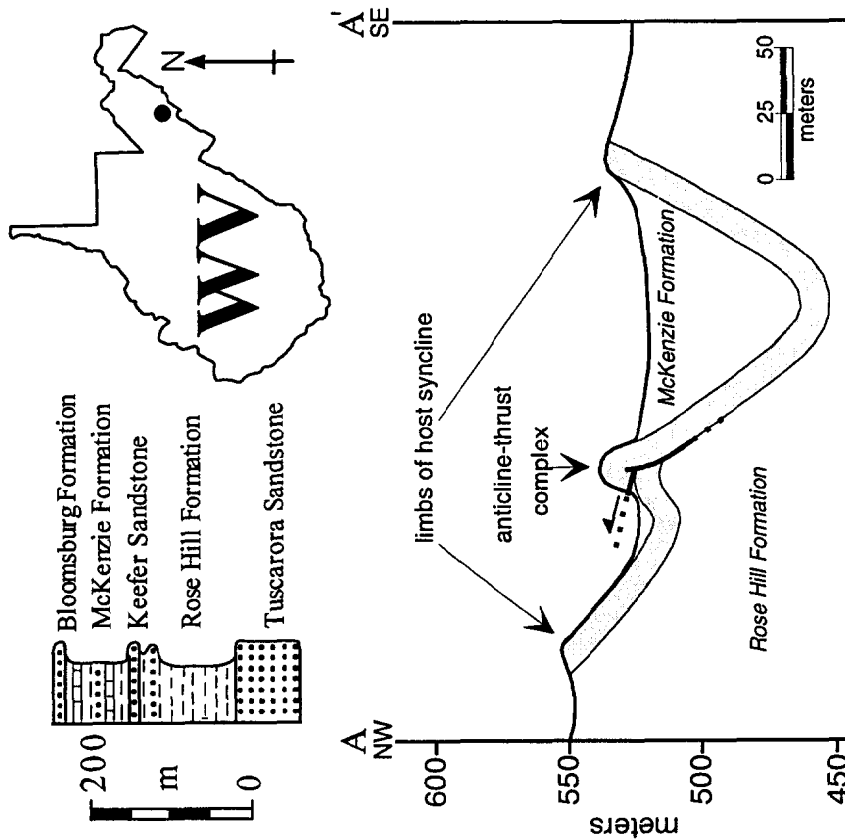 Bloomsburg Formation
McKenzie Formation
Keefer Sandstone
Rose Hill Formation
Tuscarora Sandstone
200
m
0
WV
N
A
NW
A'
SE
600
550
500
450
meters
limbs of host syncline
anticline-thrust
complex
McKenzie Formation
Rose Hill Formation
0
25
50
meters